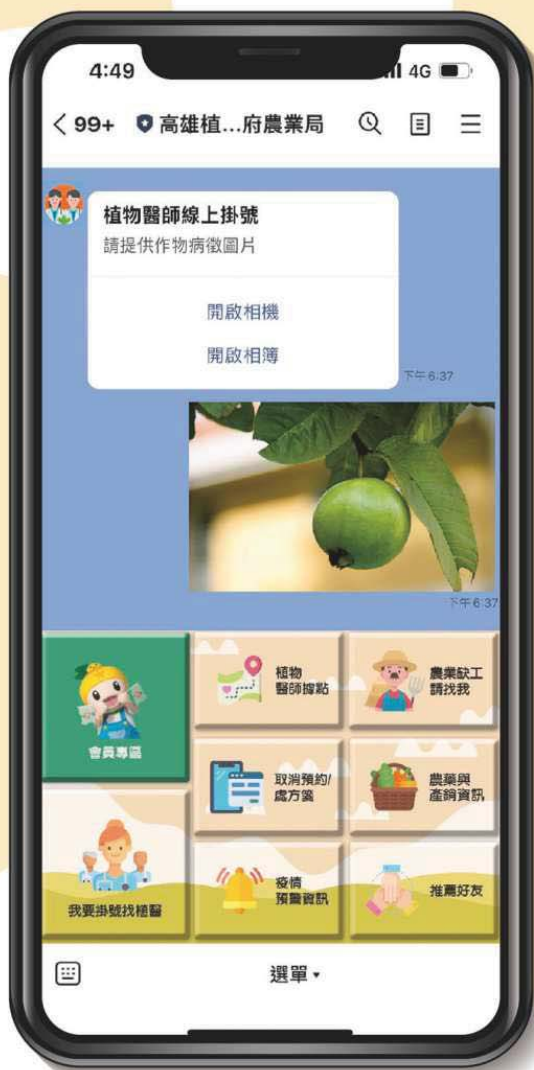 4:49
4G
99+ 高雄植...府農業局
植物醫師線上掛號
請提供作物病徵圖片
開啟相機
開啟相簿
下午 6:37
下午 6:37
會員專區
植物
醫師據點
農業缺工
請找我
取消預約/
處方箋
農藥與
產銷資訊
我要掛號找植醫
疫情
預警資訊
推薦好友
選單